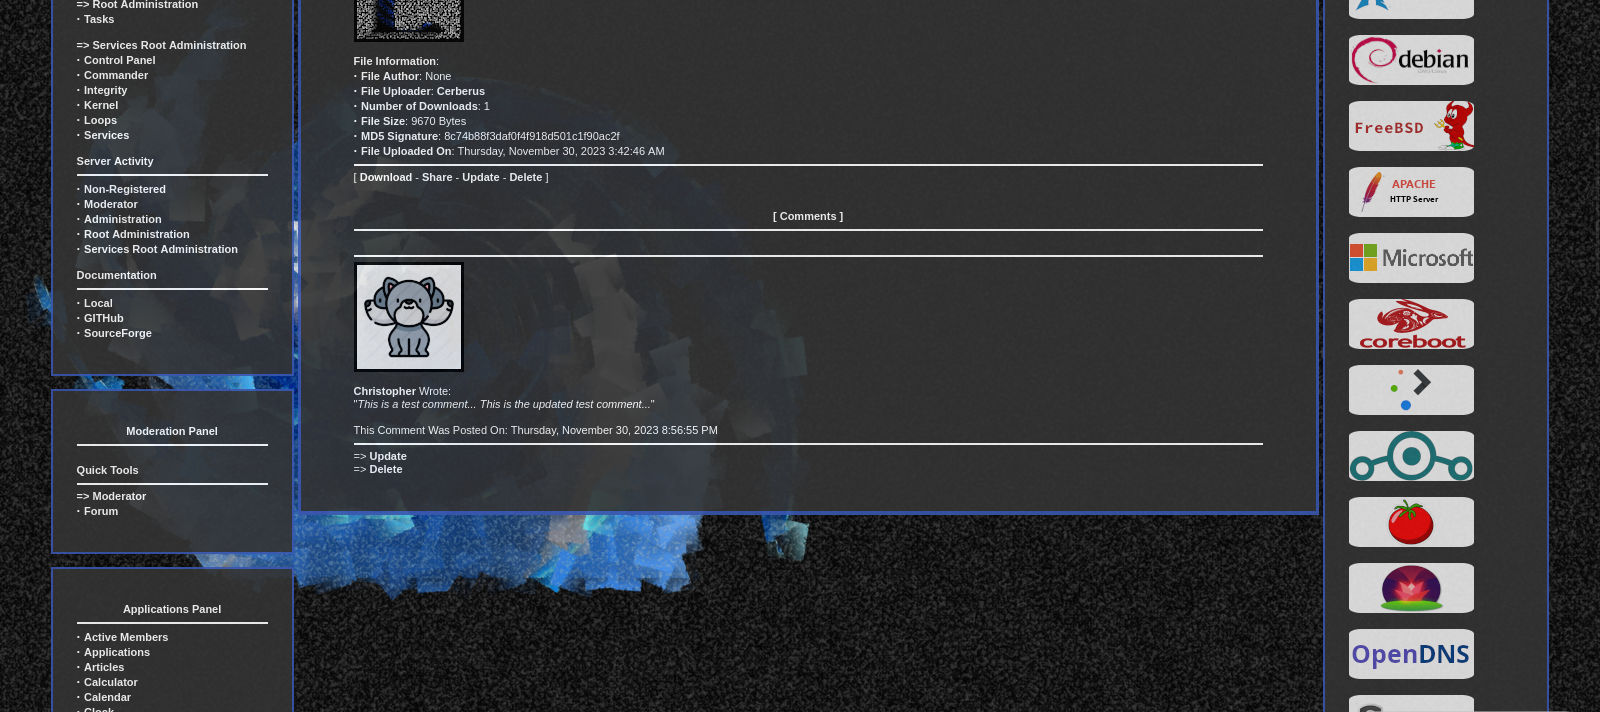 => Root Administration
· Tasks
=> Services Root Administration
· Control Panel
· Commander
· Integrity
· Kernel
· Loops
· Services
Server Activity
· Non-Registered
· Moderator
· Administration
· Root Administration
· Services Root Administration
Documentation
· Local
· GITHub
· SourceForge
Moderation Panel
Quick Tools
=> Moderator
· Forum
Applications Panel
· Active Members
· Applications
· Articles
· Calculator
· Calendar
· Clock
File Information:
· File Author: None
· File Uploader: Cerberus
· Number of Downloads: 1
· File Size: 9670 Bytes
· MD5 Signature: 8c74b88f3daf0f4f918d501c1f90ac2f
· File Uploaded On: Thursday, November 30, 2023 3:42:46 AM
[ Download - Share - Update - Delete ]
[ Comments ]
Christopher Wrote:
"This is a test comment... This is the updated test comment..."
This Comment Was Posted On: Thursday, November 30, 2023 8:56:55 PM
=> Update
=> Delete
debian
FreeBSD
APACHE
HTTP Server
Microsoft
coreboot
OpenDNS